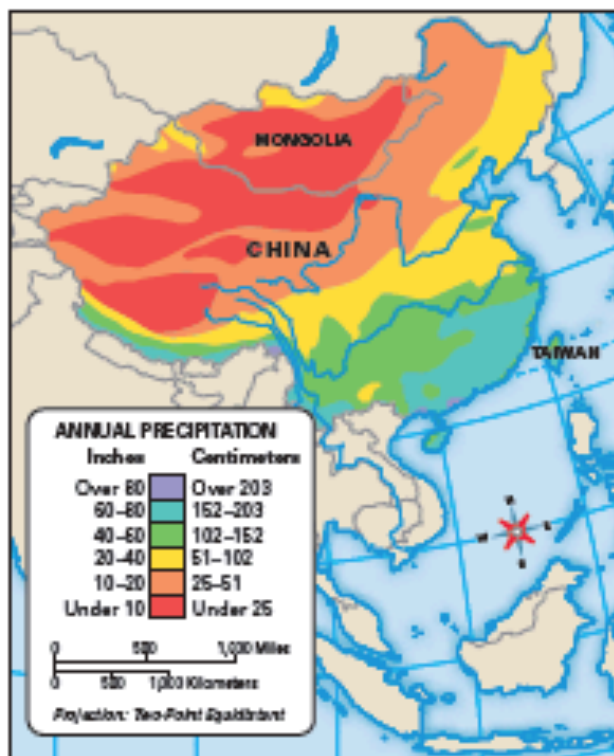 MONGOLIA
CHINA
TAIWAN
ANNUAL PRECIPITATION
Inches Centimeters
Over 80 Over 203
60–80 152–203
40–60 102–152
20–40 51–102
10–20 25–51
Under 10 Under 25
0 500 1,000 Miles
0 500 1,000 Kilometers
Projection: Two-Point Equidistant